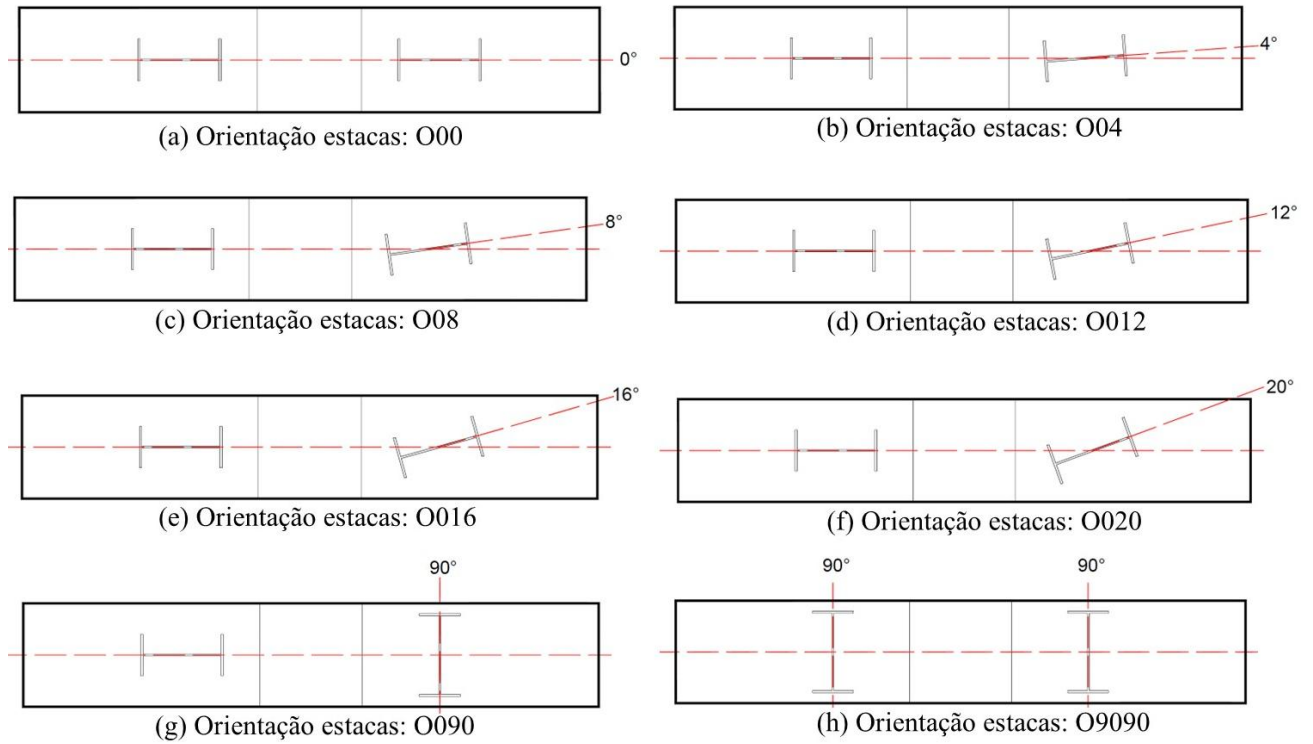 0°
4°
(a) Orientação estacas: O00
(b) Orientação estacas: O04
8°
12°
(c) Orientação estacas: O08
(d) Orientação estacas: O012
16°
20°
(e) Orientação estacas: O016
(f) Orientação estacas: O020
90°
90°
90°
(g) Orientação estacas: O090
(h) Orientação estacas: O9090